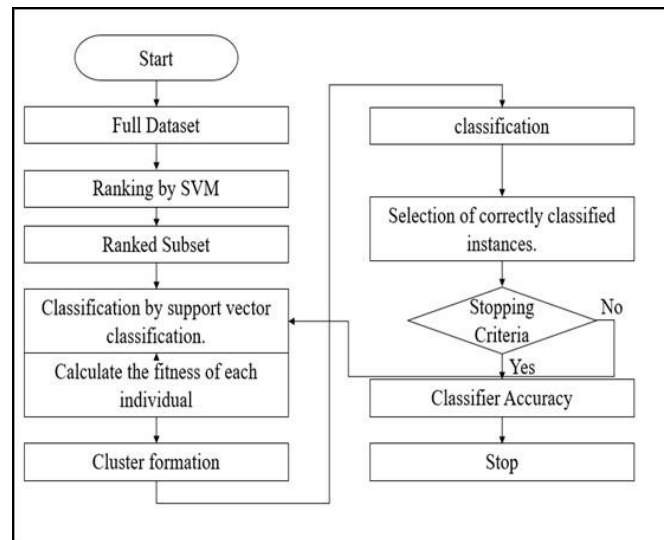 Start
Full Dataset
Ranking by SVM
Ranked Subset
Classification by support vector
classification.
Calculate the fitness of each
individual
Cluster formation
classification
Selection of correctly classified
instances.
Stopping
Criteria
No
Yes
Classifier Accuracy
Stop